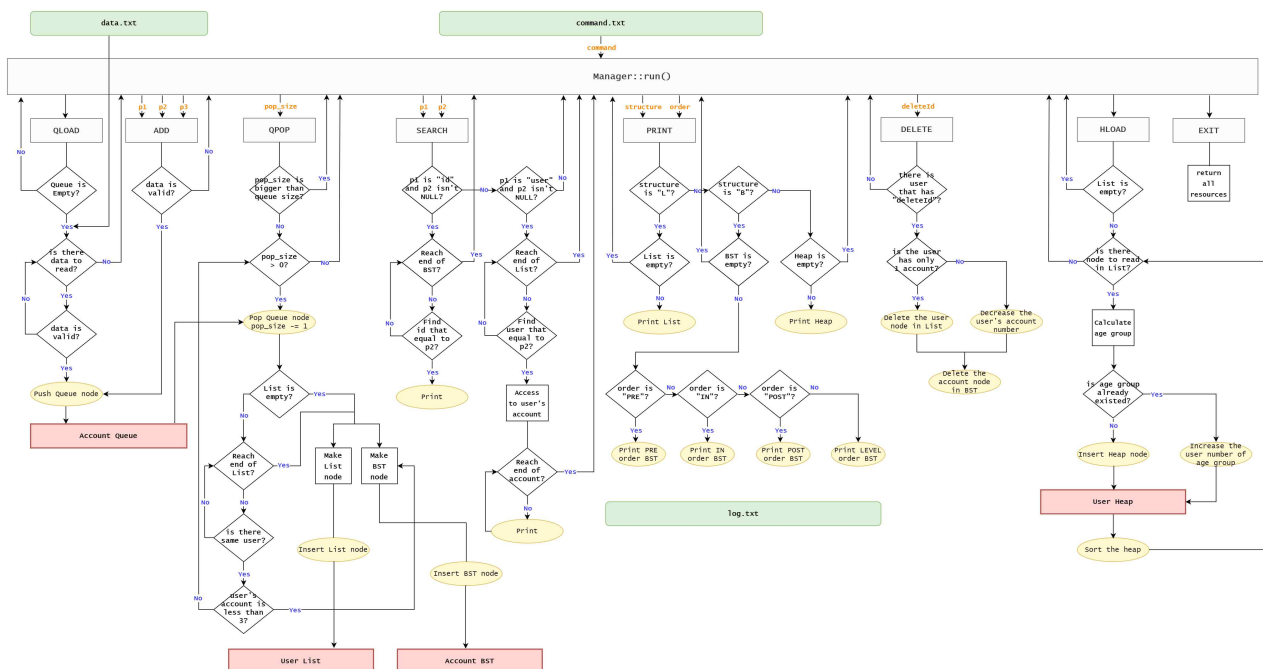 data.txt
command.txt
command
Manager::run()
p1
p2
p3
pop_size
p1
p2
structure
order
deleteId
QLOAD
ADD
QPOP
SEARCH
PRINT
DELETE
HLOAD
EXIT
No
Queue is
Empty?
Yes
is there
data to
read?
No
Yes
No
data is
valid?
Yes
Push Queue node
Account Queue
data is
valid?
No
Yes
pop_size is
bigger than
queue size?
Yes
No
pop_size
> 0?
No
Yes
Pop Queue node
pop_size -= 1
List is
empty?
Yes
No
Reach
end of
List?
Yes
No
No
is there
same user?
Yes
user's
account is
less than
3?
No
Yes
Make
List
node
Make
BST
node
Insert List node
Insert BST node
User List
Account BST
p1 is "id"
and p2 isn't
NULL?
No
Yes
Reach
end of
BST?
Yes
No
No
Find
id that
equal to
p2?
Yes
Print
p1 is "user"
and p2 isn't
NULL?
No
Yes
Reach
end of
List?
Yes
No
No
Find
user that
equal to
p2?
Yes
Access
to user's
account
Reach
end of
account?
Yes
No
Print
structure
is "L"?
No
Yes
List is
empty?
Yes
No
Print List
structure
is "B"?
No
Yes
BST is
empty?
Yes
No
Heap is
empty?
Yes
No
Print Heap
order is
"PRE"?
No
Yes
Print PRE
order BST
order is
"IN"?
No
Yes
Print IN
order BST
order is
"POST"?
No
Yes
Print POST
order BST
Print LEVEL
order BST
log.txt
there is
user
that has
"deleteId"?
No
Yes
is the user
has only
1 account?
No
Yes
Delete the user
node in List
Decrease the
user's account
number
Delete the
account node
in BST
List is
empty?
Yes
No
is there
node to read
in List?
No
Yes
Calculate
age group
is age group
already
existed?
Yes
No
Insert Heap node
Increase the
user number of
age group
User Heap
Sort the heap
return
all
resources